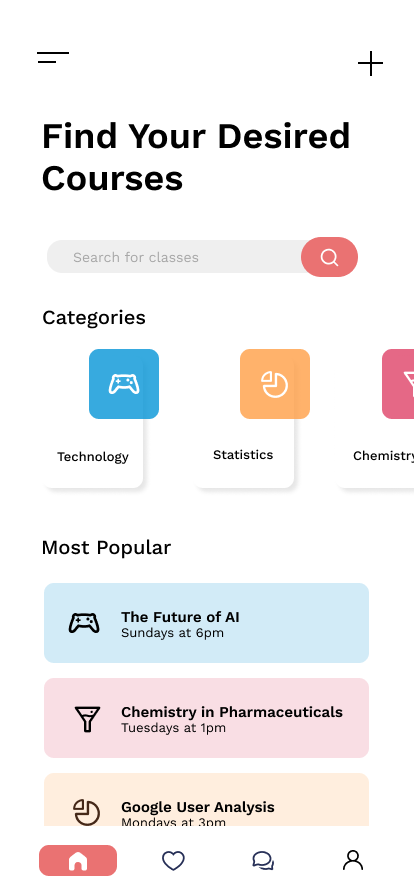 Find Your Desired
Courses
Search for classes
Categories
Technology
Statistics
Chemistry
Most Popular
The Future of AI
Sundays at 6pm
Chemistry in Pharmaceuticals
Tuesdays at 1pm
Google User Analysis
Mondays at 3pm